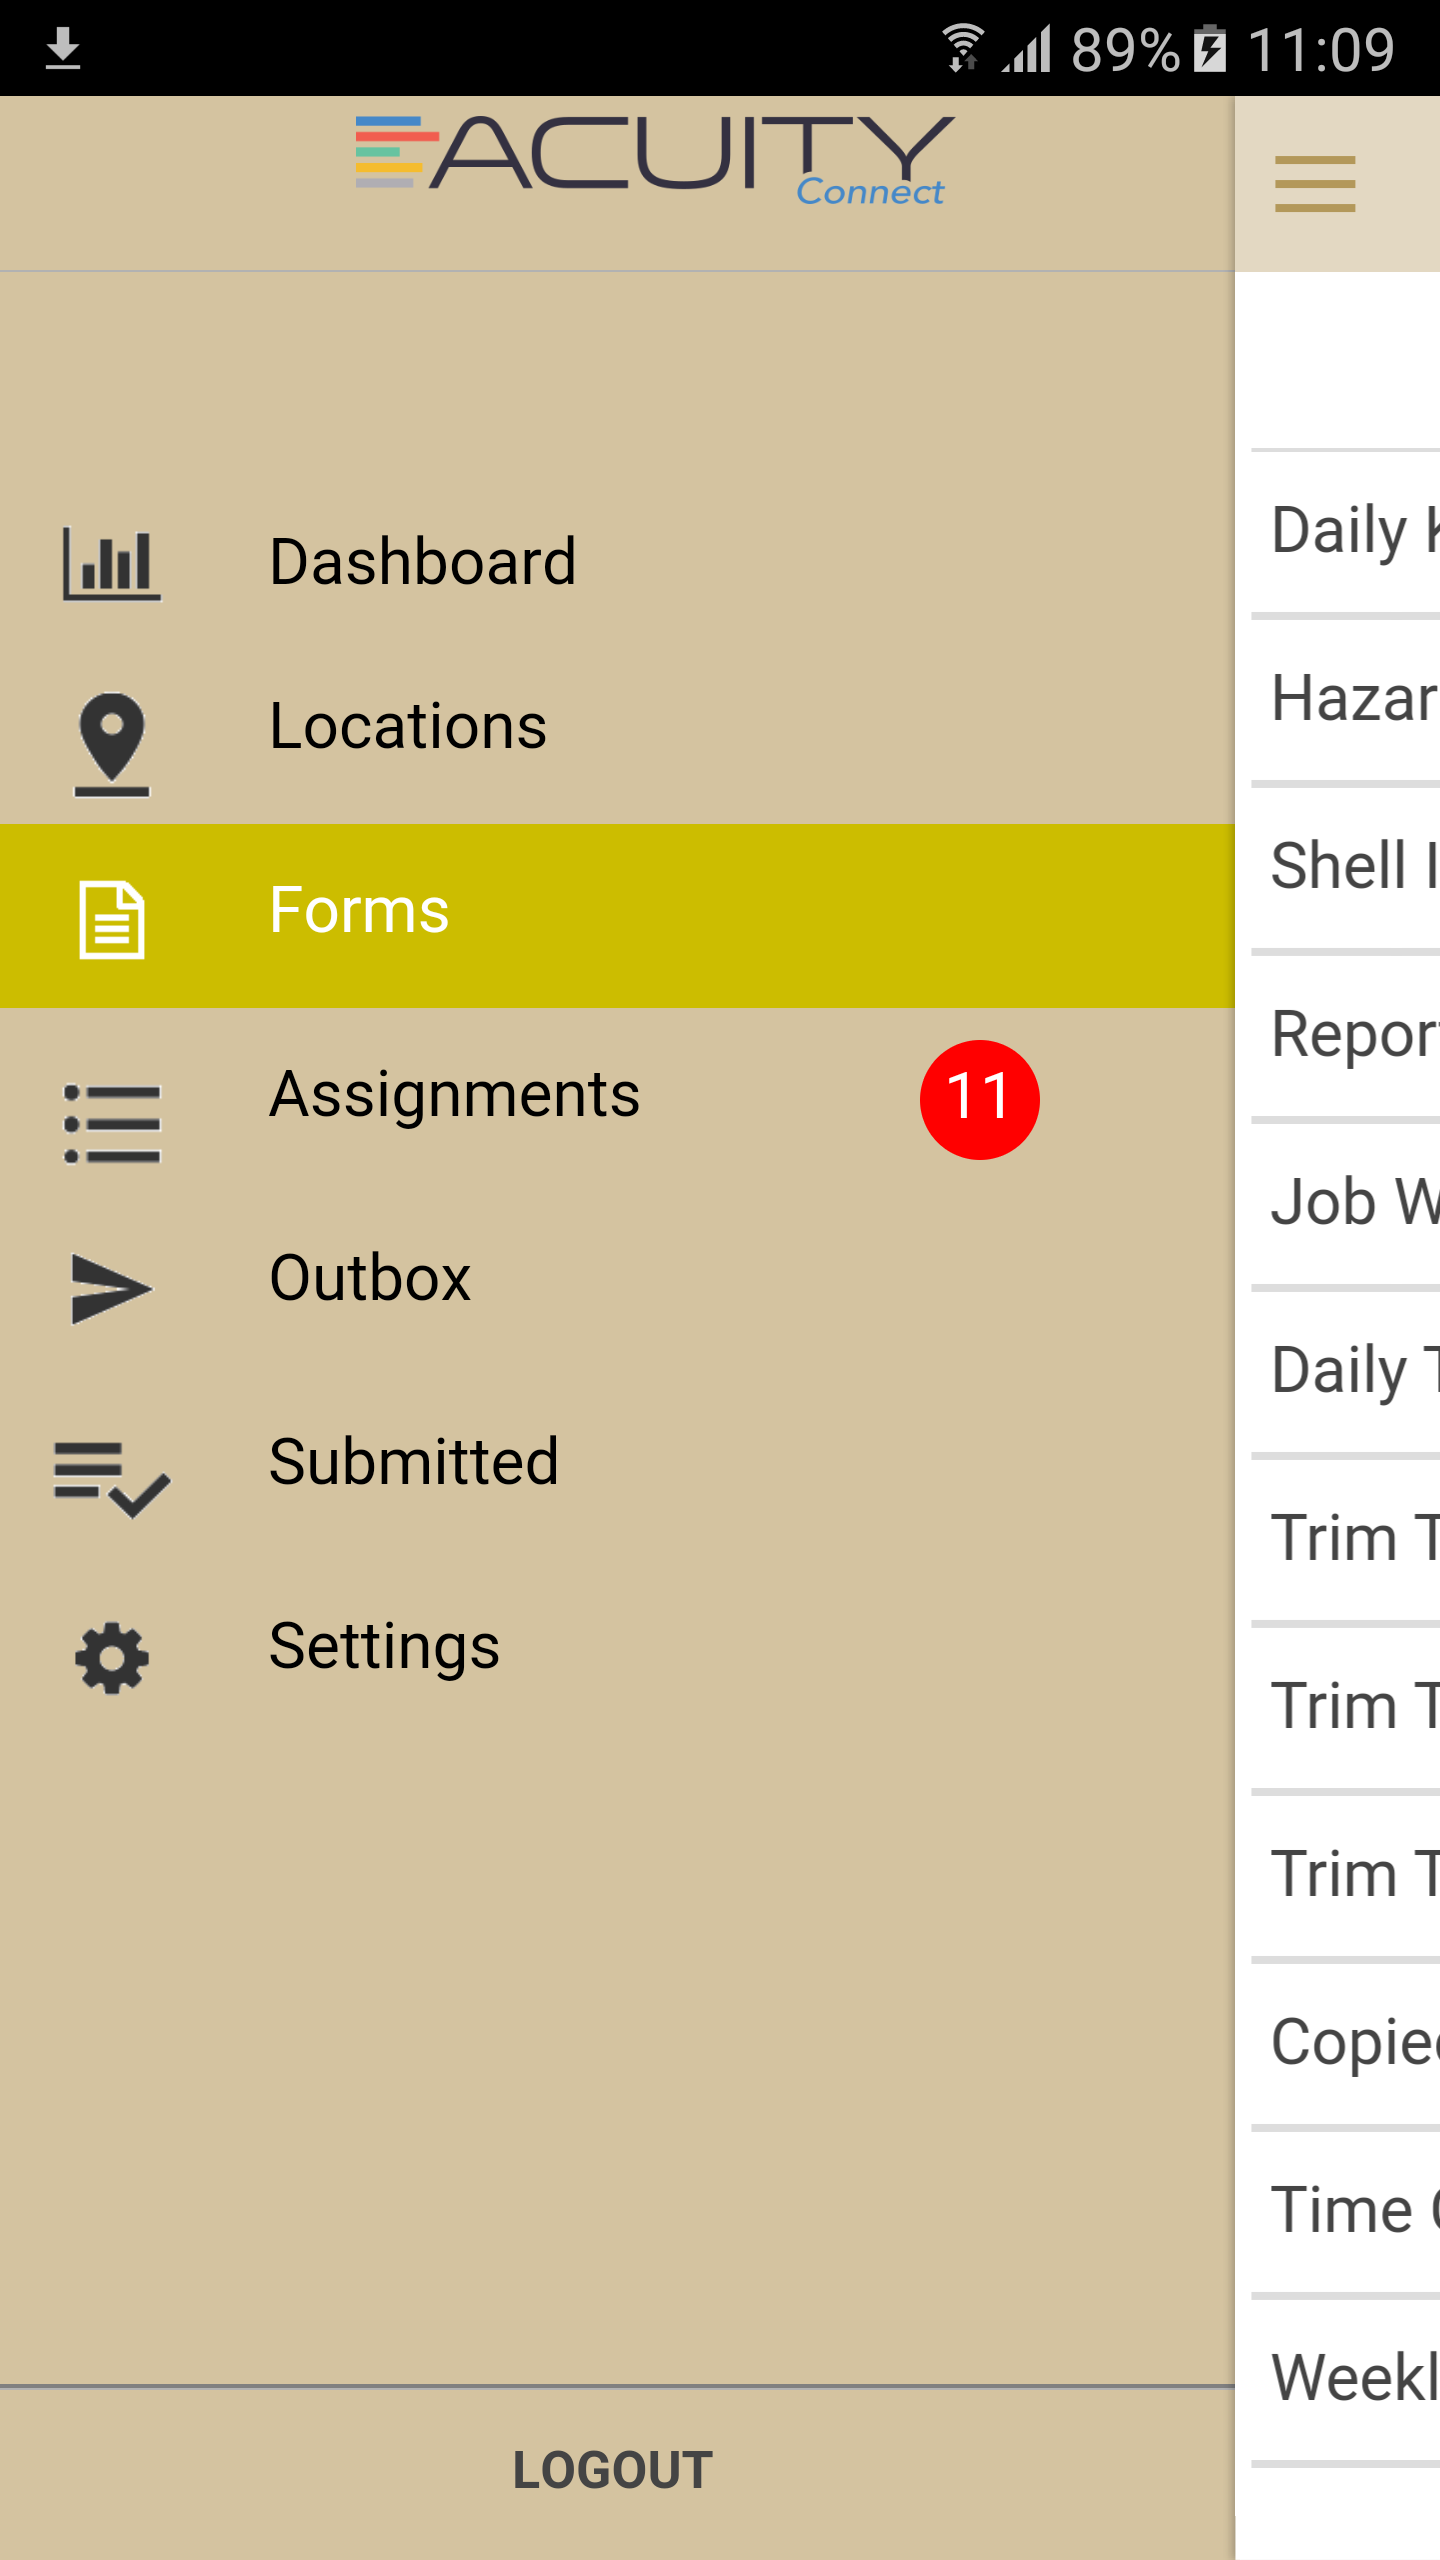 89% 11:09
ACUITY
Connect
Dashboard
Locations
Forms
Assignments 11
Outbox
Submitted
Settings
LOGOUT
Daily
Hazar
Shell
Repor
Job W
Daily T
Trim T
Trim T
Trim T
Copie
Time
Weekl